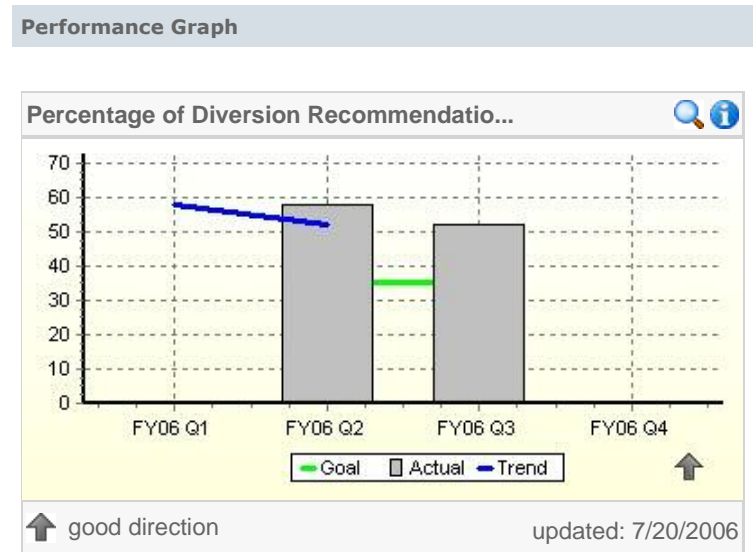 Performance Graph
Percentage of Diversion Recommendatio...
70
60
50
40
30
20
10
0
FY06 Q1 FY06 Q2 FY06 Q3 FY06 Q4
Goal Actual Trend
good direction updated: 7/20/2006